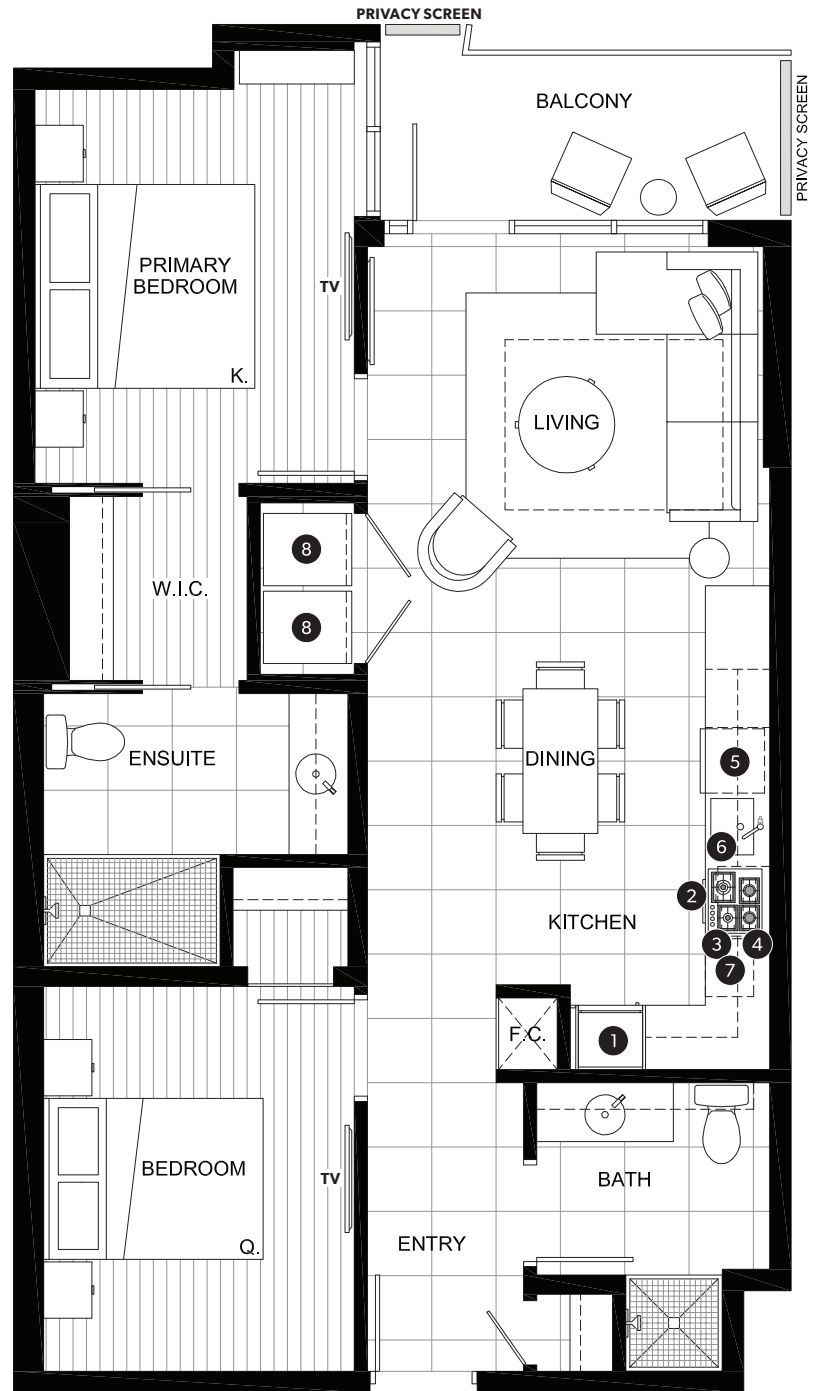 PRIVACY SCREEN
BALCONY
PRIVACY SCREEN
PRIMARY
BEDROOM
TV
K.
LIVING
8
W.I.C.
8
ENSUITE
DINING
5
6
2
KITCHEN
3
4
7
F.C.
1
BEDROOM
TV
BATH
Q.
ENTRY